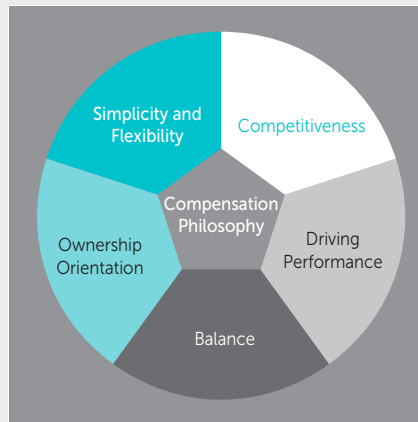 Simplicity and
Flexibility
Competitiveness
Compensation
Philosophy
Ownership
Orientation
Driving
Performance
Balance